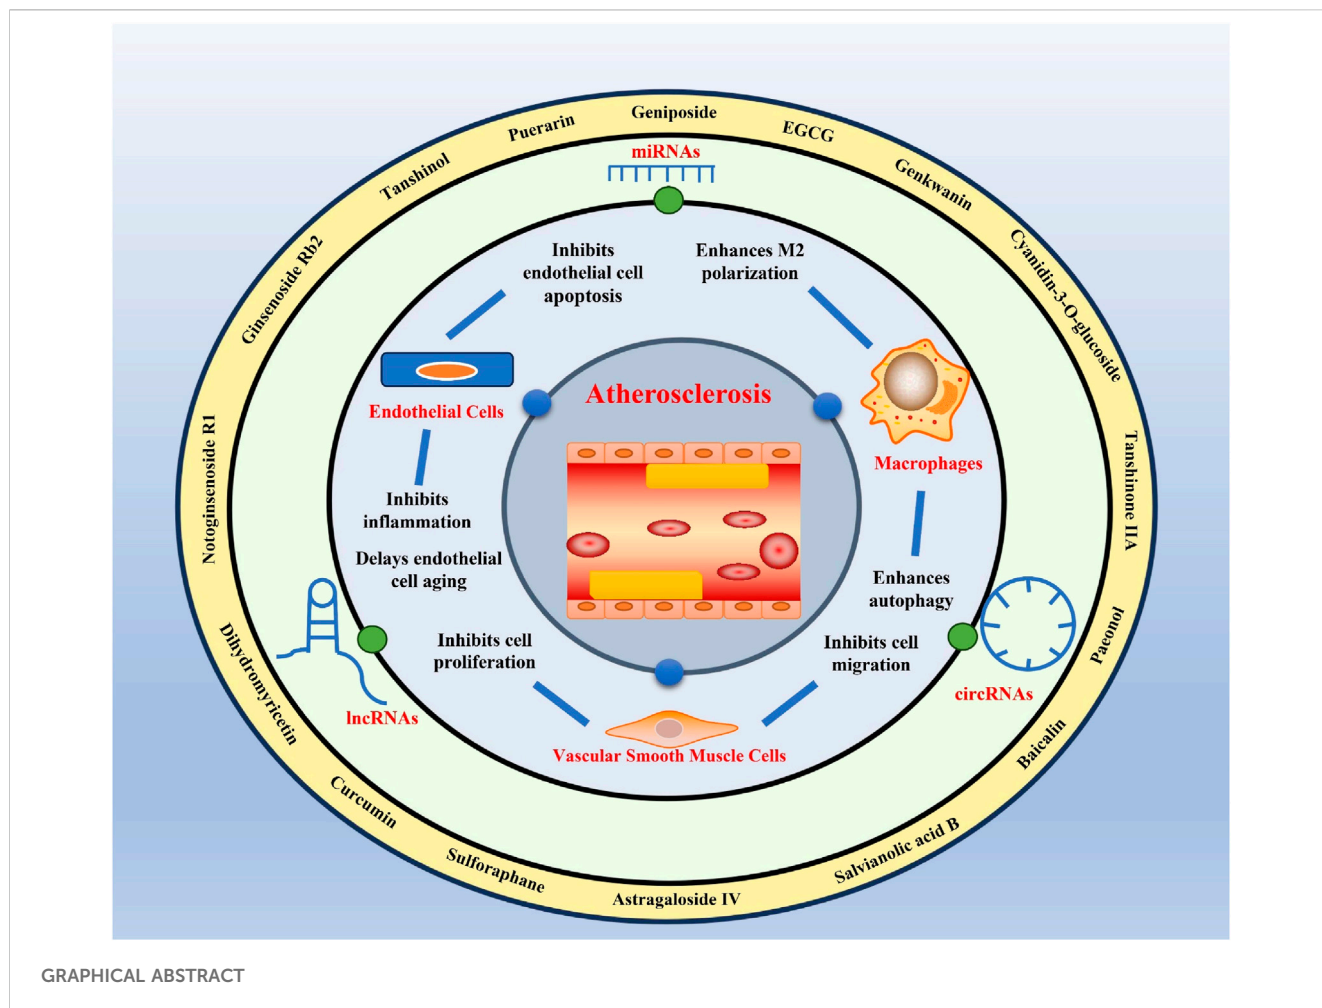 Geniposide
EGCG
Genkwanin
Cyanidin-3-O-glucoside
Tanshinone IIA
Paeonol
Baicalin
Salvianolic acid B
Astragaloside IV
Sulforaphane
Curcumin
Dihydromyricetin
Notoginsenoside R1
Ginsenoside Rb2
Tanshinol
Puerarin
miRNAs
Inhibits
endothelial cell
apoptosis
Enhances M2
polarization
Atherosclerosis
Endothelial Cells
Macrophages
Inhibits
inflammation
Delays endothelial
cell aging
Enhances
autophagy
Inhibits cell
proliferation
Inhibits cell
migration
lncRNAs
circRNAs
Vascular Smooth Muscle Cells
GRAPHICAL ABSTRACT